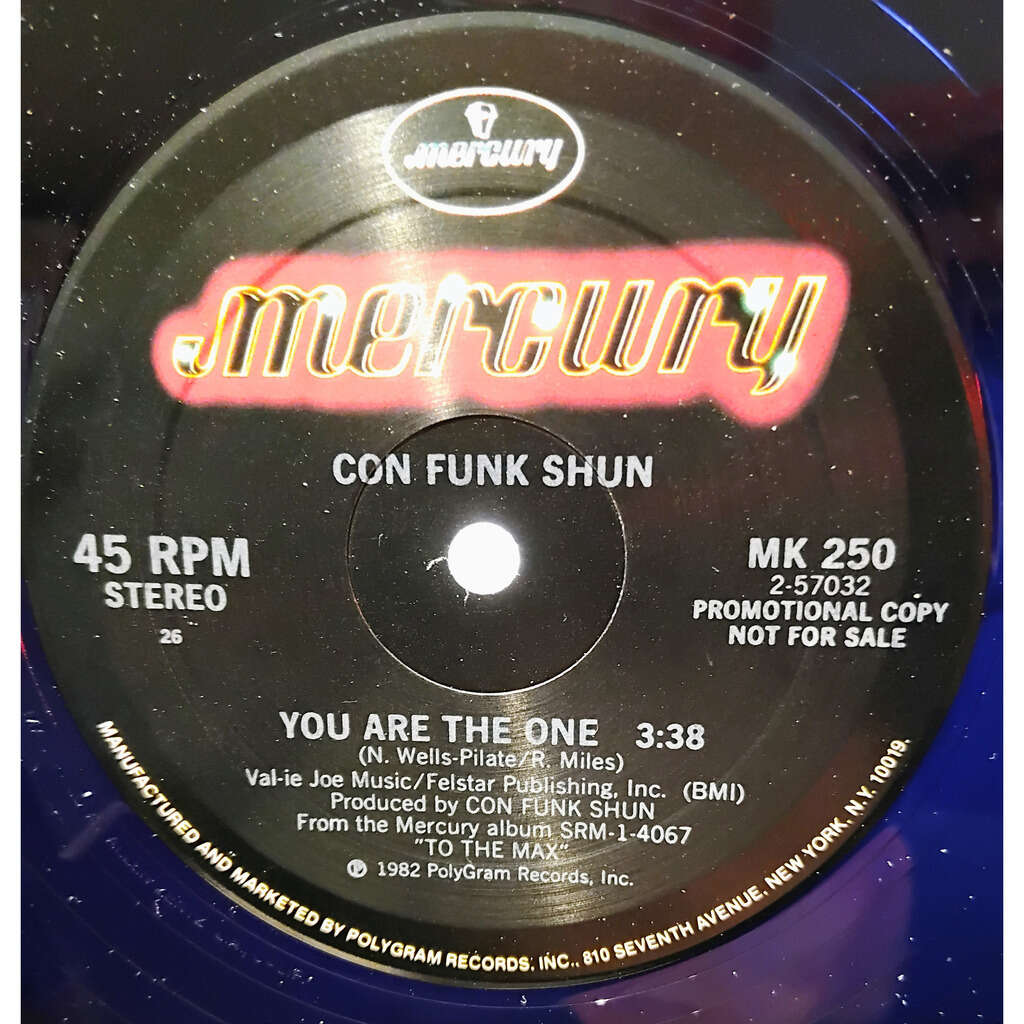 mercury
mercury
CON FUNK SHUN
45 RPM
STEREO
26
MK 250
2-57032
PROMOTIONAL COPY
NOT FOR SALE
YOU ARE THE ONE 3:38
(N. Wells-Pilate/R. Miles)
Val-ie Joe Music/Felstar Publishing, Inc. (BMI)
Produced by CON FUNK SHUN
From the Mercury album SRM-1-4067
"TO THE MAX"
℗ 1982 PolyGram Records, Inc.
MANUFACTURED AND MARKETED BY POLYGRAM RECORDS, INC., 810 SEVENTH AVENUE, NEW YORK, N.Y. 10019.